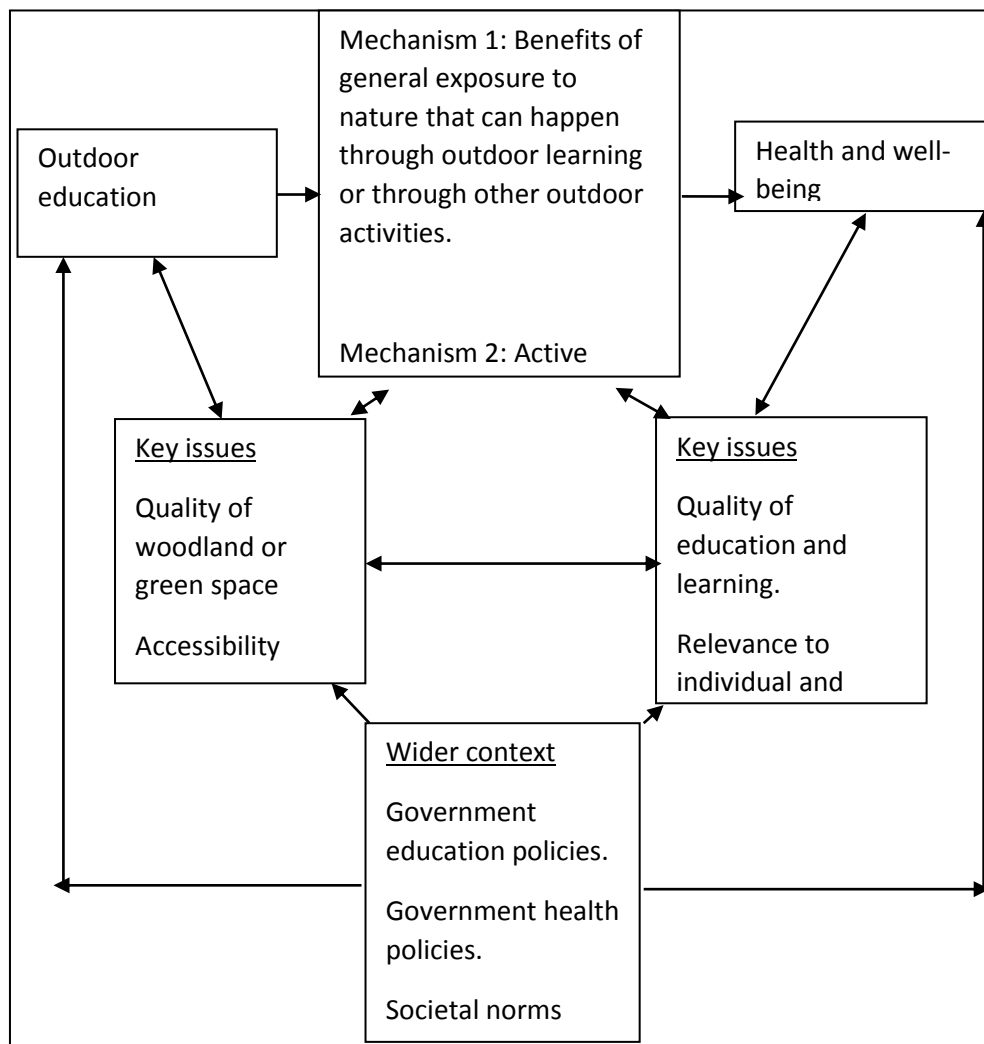 Mechanism 1: Benefits of
general exposure to
nature that can happen
through outdoor learning
or through other outdoor
activities.
Mechanism 2: Active
Outdoor
education
Health and well-
being
Key issues
Quality of
woodland or
green space
Accessibility
Key issues
Quality of
education and
learning.
Relevance to
individual and
Wider context
Government
education policies.
Government health
policies.
Societal norms